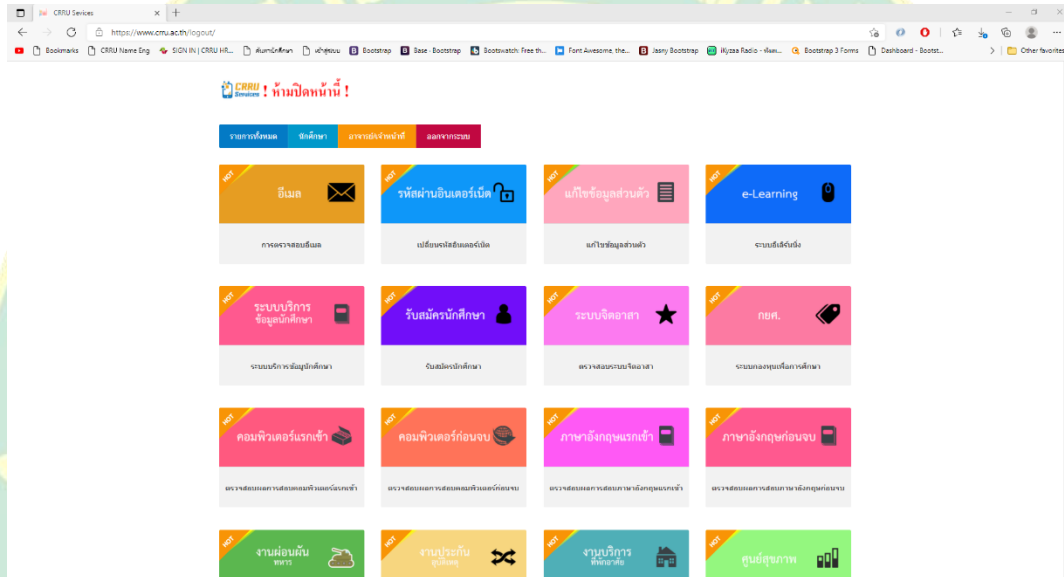 CRRU Sevices
https://www.crru.ac.th/logout/
Bookmarks CRRU Name Eng SIGN IN | CRRU HR... ค้นหานักศึกษา เข้าสู่ระบบ Bootstrap Base · Bootstrap Bootswatch: Free th... Font Awesome, the... Jasny Bootstrap Bootstrap 3 Forms Dashboard - Bootst... Other favorites
CRRU Services ! ห้ามปิดหน้านี้ !
รายการทั้งหมด นักศึกษา อาจารย์/เจ้าหน้าที่ ออกจากระบบ
HOT อีเมล HOT รหัสผ่านอินเตอร์เน็ต HOT แก้ไขข้อมูลส่วนตัว HOT e-Learning
การตรวจสอบอีเมล เปลี่ยนรหัสอินเตอร์เน็ต แก้ไขข้อมูลส่วนตัว ระบบอีเลิร์นนิ่ง
HOT ระบบบริการ HOT รับสมัครนักศึกษา HOT ระบบจิตอาสา HOT กยศ.
ข้อมูลนักศึกษา
ระบบบริการข้อมูนักศึกษา รับสมัครนักศึกษา ตรวจสอบระบบจิตอาสา ระบบกองทุนเพื่อการศึกษา
HOT คอมพิวเตอร์แรกเข้า HOT คอมพิวเตอร์ก่อนจบ HOT ภาษาอังกฤษแรกเข้า HOT ภาษาอังกฤษก่อนจบ
ตรวจสอบผลการสอบคอมพิวเตอร์แรกเข้า ตรวจสอบผลการสอบคอมพิวเตอร์ก่อนจบ ตรวจสอบผลการสอบภาษาอังกฤษแรกเข้า ตรวจสอบผลการสอบภาษาอังกฤษก่อนจบ
HOT งานผ่อนผัน HOT งานประกัน HOT งานบริการ HOT ศูนย์สุขภาพ
ทหาร อุบัติเหตุ ที่พักอาศัย